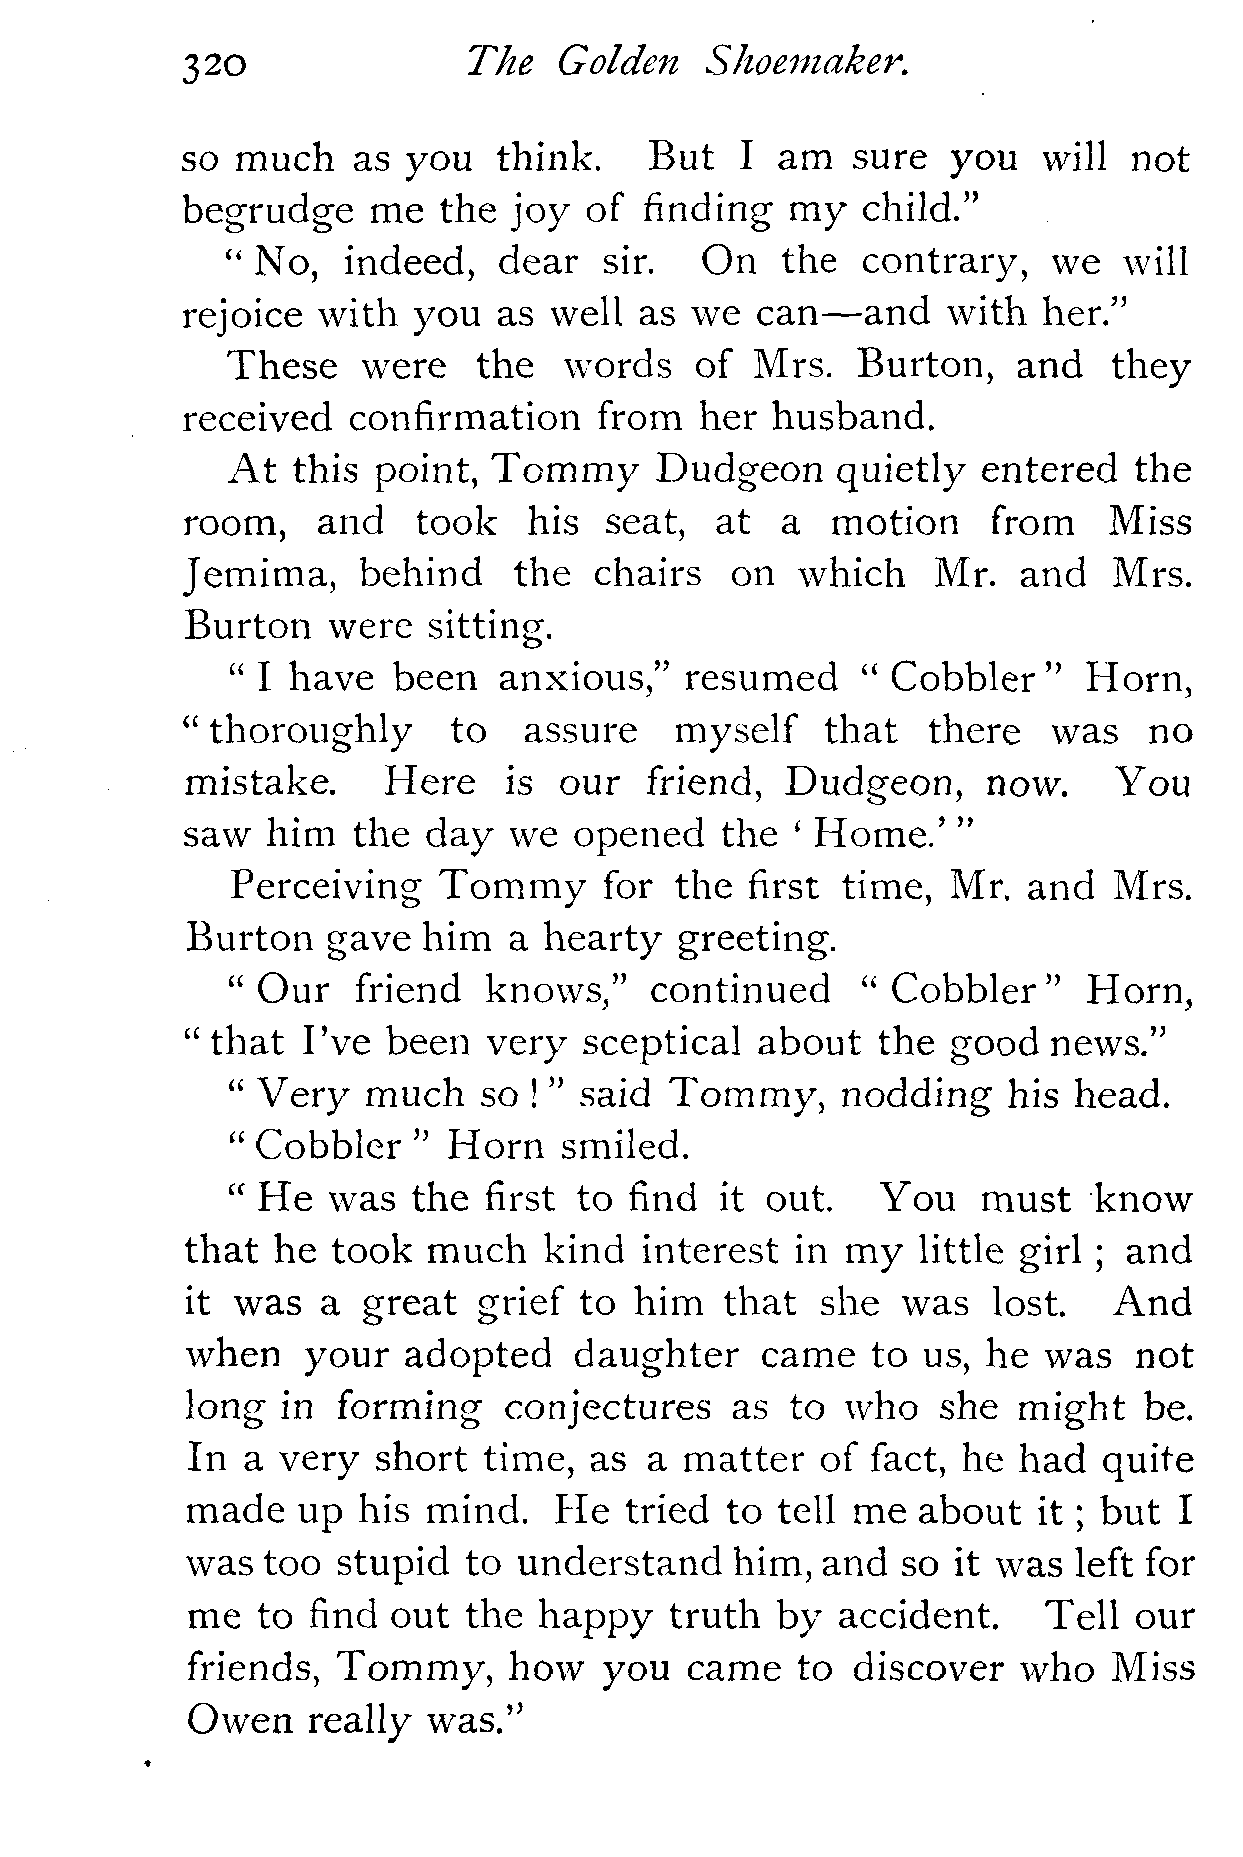 320 The Golden Shoemaker.
so much as you think. But I am sure you will not
begrudge me the joy of finding my child."
" No, indeed, dear sir. On the contrary, we will
rejoice with you as well as we can—and with her."
These were the words of Mrs. Burton, and they
received confirmation from her husband.
At this point, Tommy Dudgeon quietly entered the
room, and took his seat, at a motion from Miss
Jemima, behind the chairs on which Mr. and Mrs.
Burton were sitting.
" I have been anxious," resumed " Cobbler " Horn,
" thoroughly to assure myself that there was no
mistake. Here is our friend, Dudgeon, now. You
saw him the day we opened the ' Home.' "
Perceiving Tommy for the first time, Mr. and Mrs.
Burton gave him a hearty greeting.
" Our friend knows," continued " Cobbler " Horn,
" that I've been very sceptical about the good news."
" Very much so ! " said Tommy, nodding his head.
" Cobbler " Horn smiled.
" He was the first to find it out. You must know
that he took much kind interest in my little girl ; and
it was a great grief to him that she was lost. And
when your adopted daughter came to us, he was not
long in forming conjectures as to who she might be.
In a very short time, as a matter of fact, he had quite
made up his mind. He tried to tell me about it ; but I
was too stupid to understand him, and so it was left for
me to find out the happy truth by accident. Tell our
friends, Tommy, how you came to discover who Miss
Owen really was."